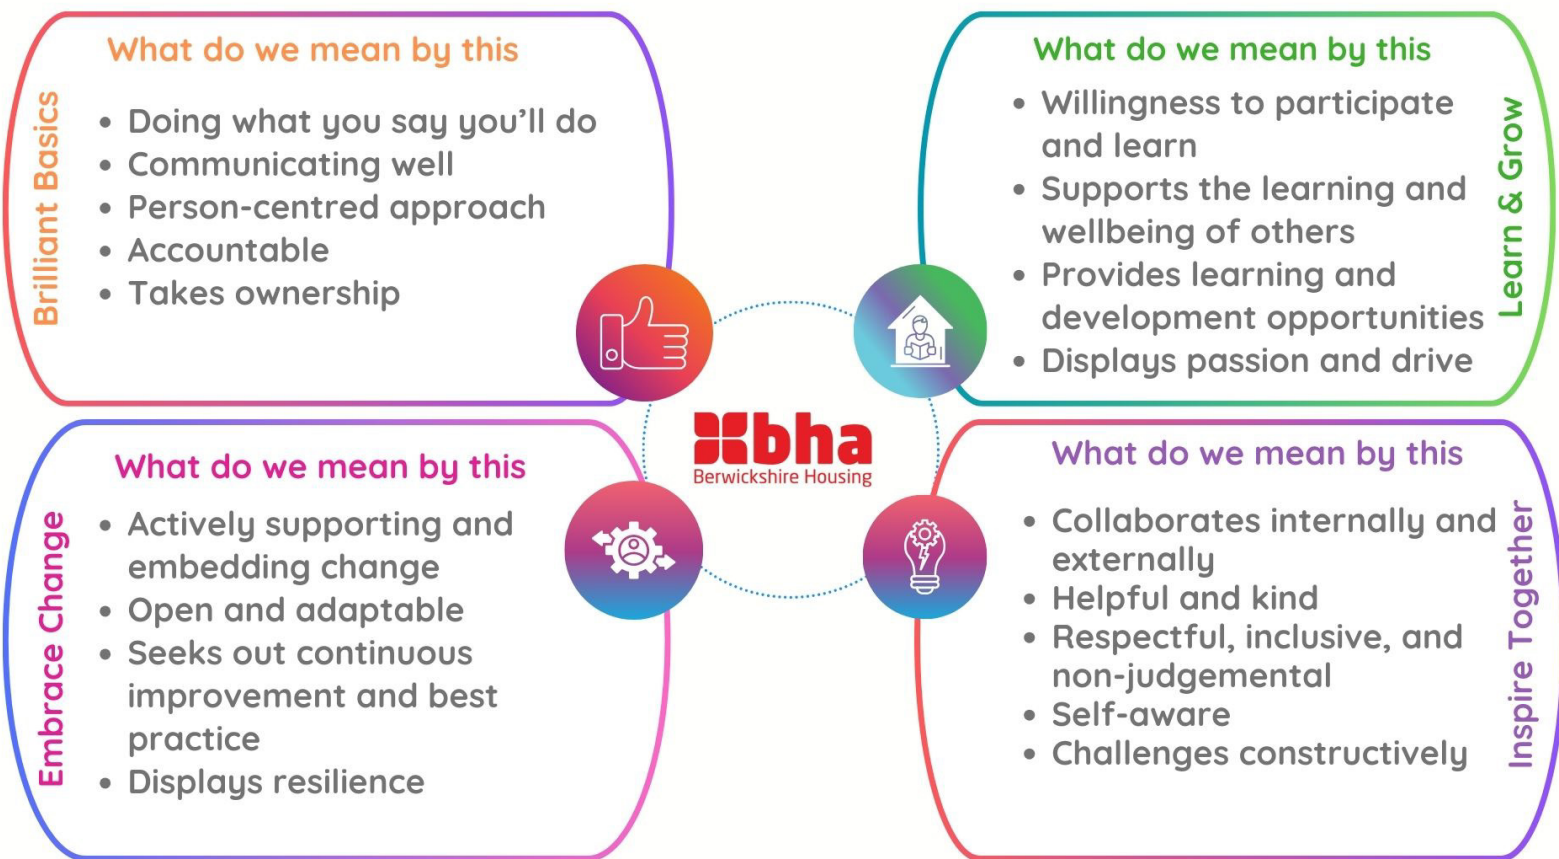 Brilliant Basics
What do we mean by this
• Doing what you say you'll do
• Communicating well
• Person-centred approach
• Accountable
• Takes ownership
Learn & Grow
What do we mean by this
• Willingness to participate
and learn
• Supports the learning and
wellbeing of others
• Provides learning and
development opportunities
• Displays passion and drive
bha
Berwickshire Housing
Embrace Change
What do we mean by this
• Actively supporting and
embedding change
• Open and adaptable
• Seeks out continuous
improvement and best
practice
• Displays resilience
Inspire Together
What do we mean by this
• Collaborates internally and
externally
• Helpful and kind
• Respectful, inclusive, and
non-judgemental
• Self-aware
• Challenges constructively